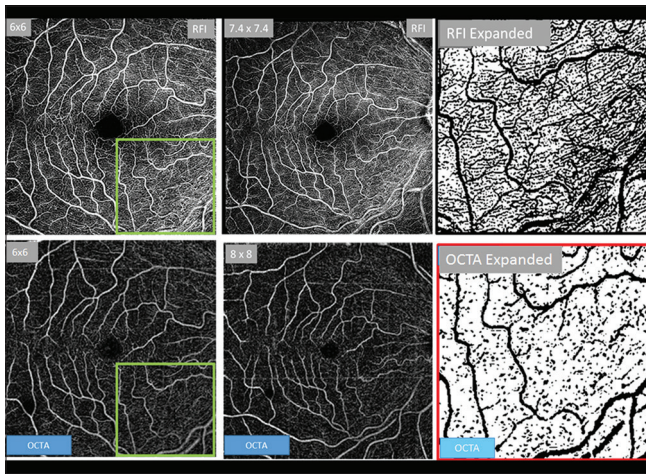 6x6
RFI
7.4 x 7.4
RFI
RFI Expanded
6x6
OCTA
8 x 8
OCTA
OCTA Expanded
OCTA